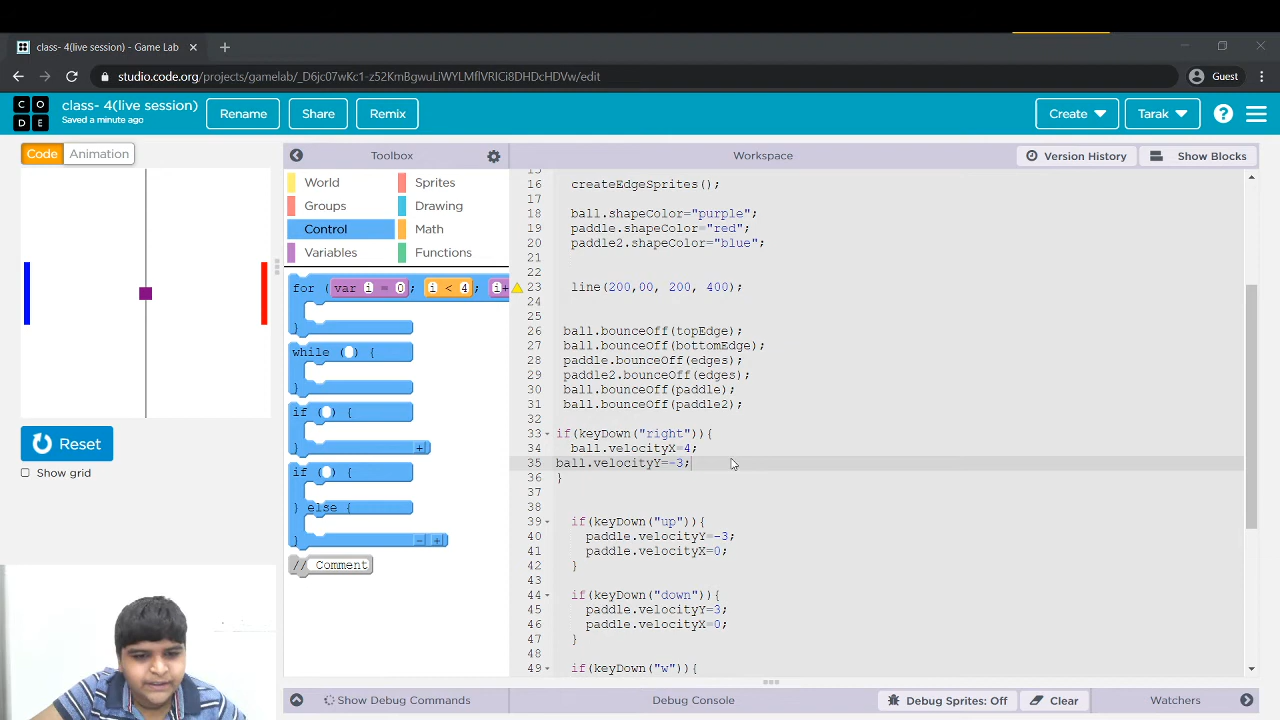 class- 4(live session) - Game Lab
studio.code.org/projects/gamelab/_D6jc07wKc1-z52KmBgwuLiWYLMflVRICi8DHDcHDVw/edit
Guest
C O
D E
class- 4(live session)
Saved a minute ago
Rename
Share
Remix
Create
Tarak
?
Code
Animation
Toolbox
Workspace
Version History
Show Blocks
World
Sprites
Groups
Drawing
Control
Math
Variables
Functions
for ( var i = 0 ; i < 4 ; i+
}
while ( ) {
}
if ( ) {
} +
if ( ) {
} else {
} - +
// Comment
Reset
Show grid
15
16 createEdgeSprites();
17
18 ball.shapeColor="purple";
19 paddle.shapeColor="red";
20 paddle2.shapeColor="blue";
21
22
23 line(200,00, 200, 400);
24
25
26 ball.bounceOff(topEdge);
27 ball.bounceOff(bottomEdge);
28 paddle.bounceOff(edges);
29 paddle2.bounceOff(edges);
30 ball.bounceOff(paddle);
31 ball.bounceOff(paddle2);
32
33 if(keyDown("right")){
34 ball.velocityX=4;
35 ball.velocityY=-3;
36 }
37
38
39 if(keyDown("up")){
40 paddle.velocityY=-3;
41 paddle.velocityX=0;
42 }
43
44 if(keyDown("down")){
45 paddle.velocityY=3;
46 paddle.velocityX=0;
47 }
48
49 if(keyDown("w")){
Show Debug Commands
Debug Console
Debug Sprites: Off
Clear
Watchers